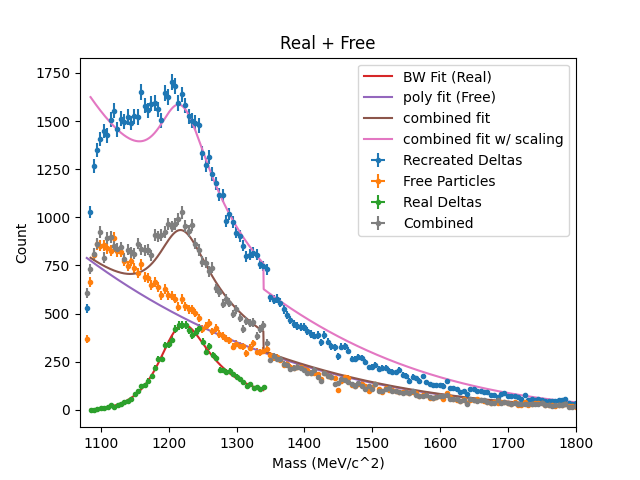 Real + Free
BW Fit (Real)
poly fit (Free)
combined fit
combined fit w/ scaling
Recreated Deltas
Free Particles
Real Deltas
Combined
Count
1750
1500
1250
1000
750
500
250
0
1100 1200 1300 1400 1500 1600 1700 1800
Mass (MeV/c^2)